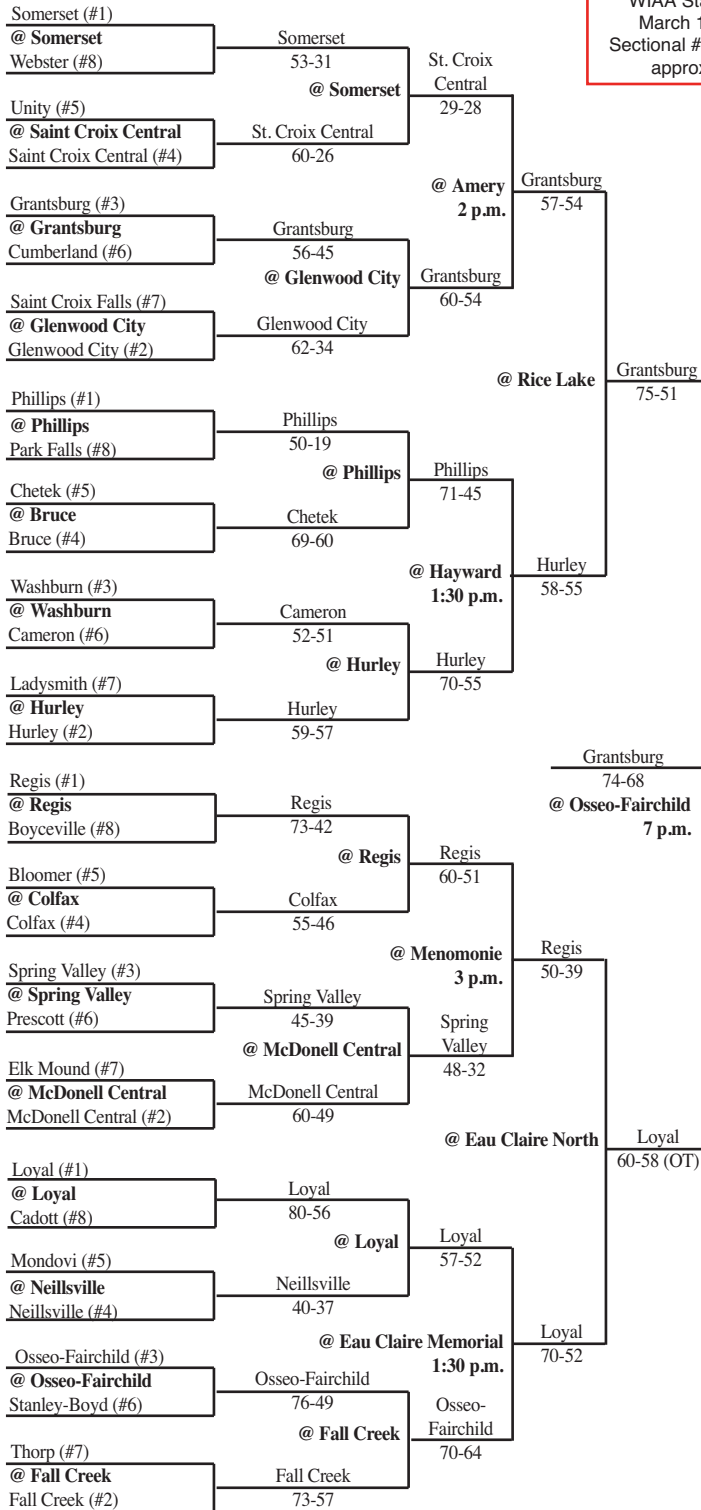 WIAA Sta
March 1
Sectional #
approx
Somerset (#1)
@ Somerset
Webster (#8)
Unity (#5)
@ Saint Croix Central
Saint Croix Central (#4)
Grantsburg (#3)
@ Grantsburg
Cumberland (#6)
Saint Croix Falls (#7)
@ Glenwood City
Glenwood City (#2)
Phillips (#1)
@ Phillips
Park Falls (#8)
Chetek (#5)
@ Bruce
Bruce (#4)
Washburn (#3)
@ Washburn
Cameron (#6)
Ladysmith (#7)
@ Hurley
Hurley (#2)
Regis (#1)
@ Regis
Boyceville (#8)
Bloomer (#5)
@ Colfax
Colfax (#4)
Spring Valley (#3)
@ Spring Valley
Prescott (#6)
Elk Mound (#7)
@ McDonell Central
McDonell Central (#2)
Loyal (#1)
@ Loyal
Cadott (#8)
Mondovi (#5)
@ Neillsville
Neillsville (#4)
Osseo-Fairchild (#3)
@ Osseo-Fairchild
Stanley-Boyd (#6)
Thorp (#7)
@ Fall Creek
Fall Creek (#2)
Somerset
53-31
@ Somerset
St. Croix Central
60-26
Grantsburg
56-45
@ Glenwood City
Glenwood City
62-34
Phillips
50-19
@ Phillips
Chetek
69-60
Cameron
52-51
@ Hurley
Hurley
59-57
Regis
73-42
@ Regis
Colfax
55-46
Spring Valley
45-39
@ McDonell Central
McDonell Central
60-49
Loyal
80-56
@ Loyal
Neillsville
40-37
Osseo-Fairchild
76-49
@ Fall Creek
Fall Creek
73-57
St. Croix
Central
29-28
@ Amery
2 p.m.
Grantsburg
60-54
Phillips
71-45
@ Hayward
1:30 p.m.
Hurley
70-55
Regis
60-51
@ Menomonie
3 p.m.
Spring
Valley
48-32
Loyal
57-52
@ Eau Claire Memorial
1:30 p.m.
Osseo-
Fairchild
70-64
Grantsburg
57-54
@ Rice Lake
Hurley
58-55
Regis
50-39
@ Eau Claire North
Loyal
70-52
Grantsburg
75-51
Grantsburg
74-68
@ Osseo-Fairchild
7 p.m.
Loyal
60-58 (OT)